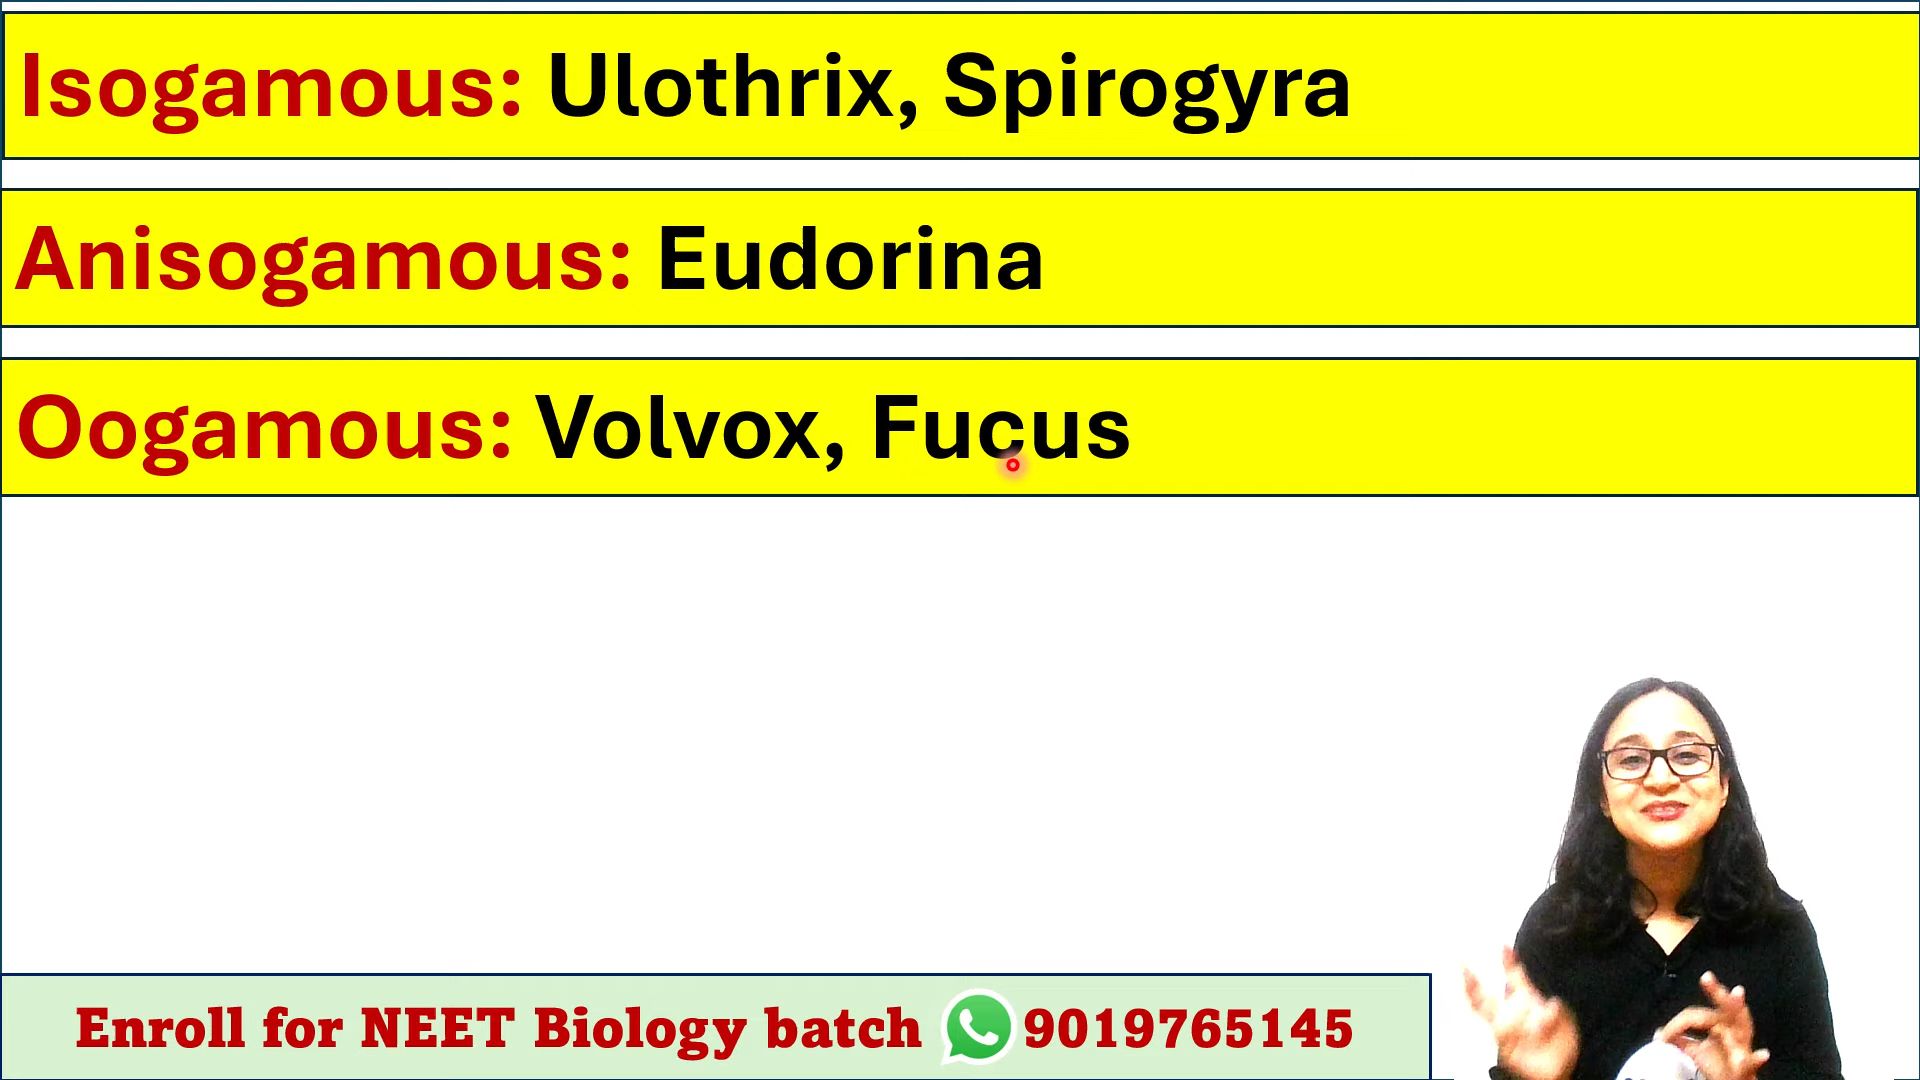 Isogamous: Ulothrix, Spirogyra
Anisogamous: Eudorina
Oogamous: Volvox, Fucus
Enroll for NEET Biology batch 9019765145